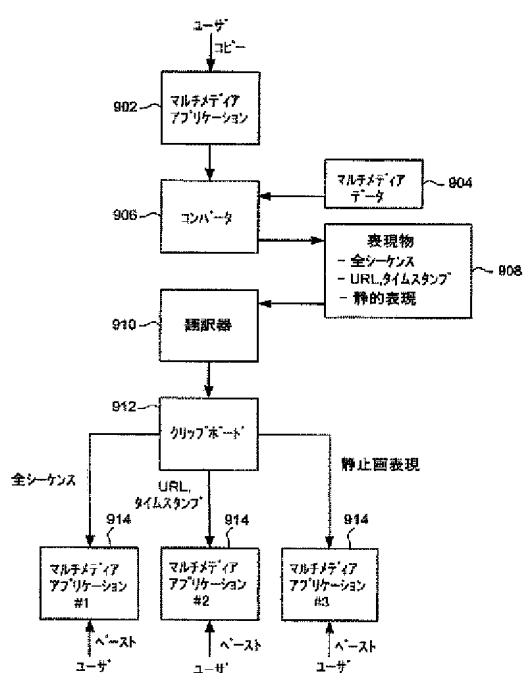 ユーザ
コピー
902
マルチメディア
アプリケーション
904
マルチメディア
データ
906
コンバータ
表現物
- 全シーケンス
- URL,タイムスタンプ
- 静的表現
908
910
翻訳器
912
クリップボード
全シーケンス
URL,
タイムスタンプ
静止画表現
914
914
914
マルチメディア
アプリケーション
#1
マルチメディア
アプリケーション
#2
マルチメディア
アプリケーション
#3
ペースト
ユーザ
ペースト
ユーザ
ペースト
ユーザ